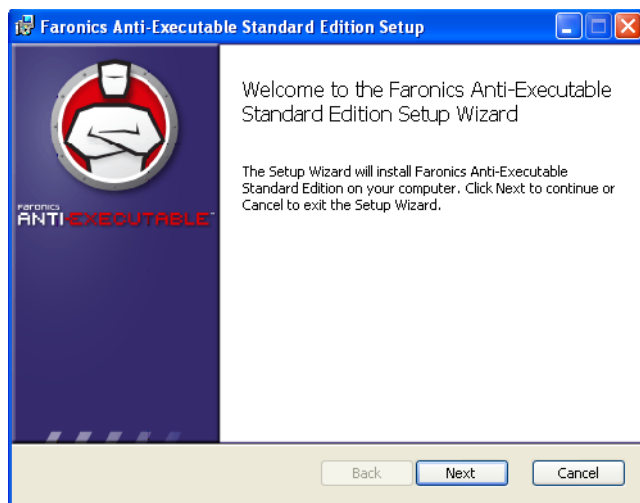 Faronics Anti-Executable Standard Edition Setup
Welcome to the Faronics Anti-Executable
Standard Edition Setup Wizard
The Setup Wizard will install Faronics Anti-Executable
Standard Edition on your computer. Click Next to continue or
Cancel to exit the Setup Wizard.
FARONICS
ANTI-EXECUTABLE™
Back Next Cancel